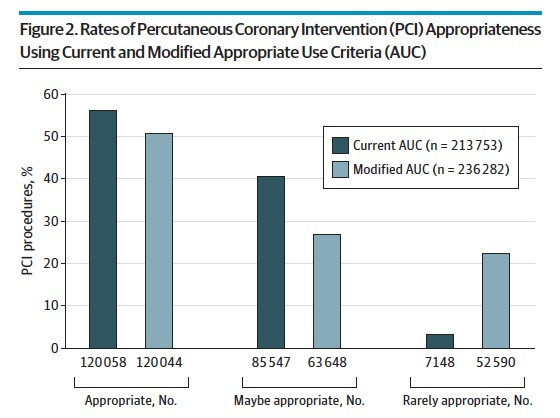 Figure 2. Rates of Percutaneous Coronary Intervention (PCI) Appropriateness
Using Current and Modified Appropriate Use Criteria (AUC)
60
50
40
30
20
10
0
PCI procedures, %
Current AUC (n = 213 753)
Modified AUC (n = 236 282)
120 058 120 044 85 547 63 648 7148 52 590
Appropriate, No. Maybe appropriate, No. Rarely appropriate, No.